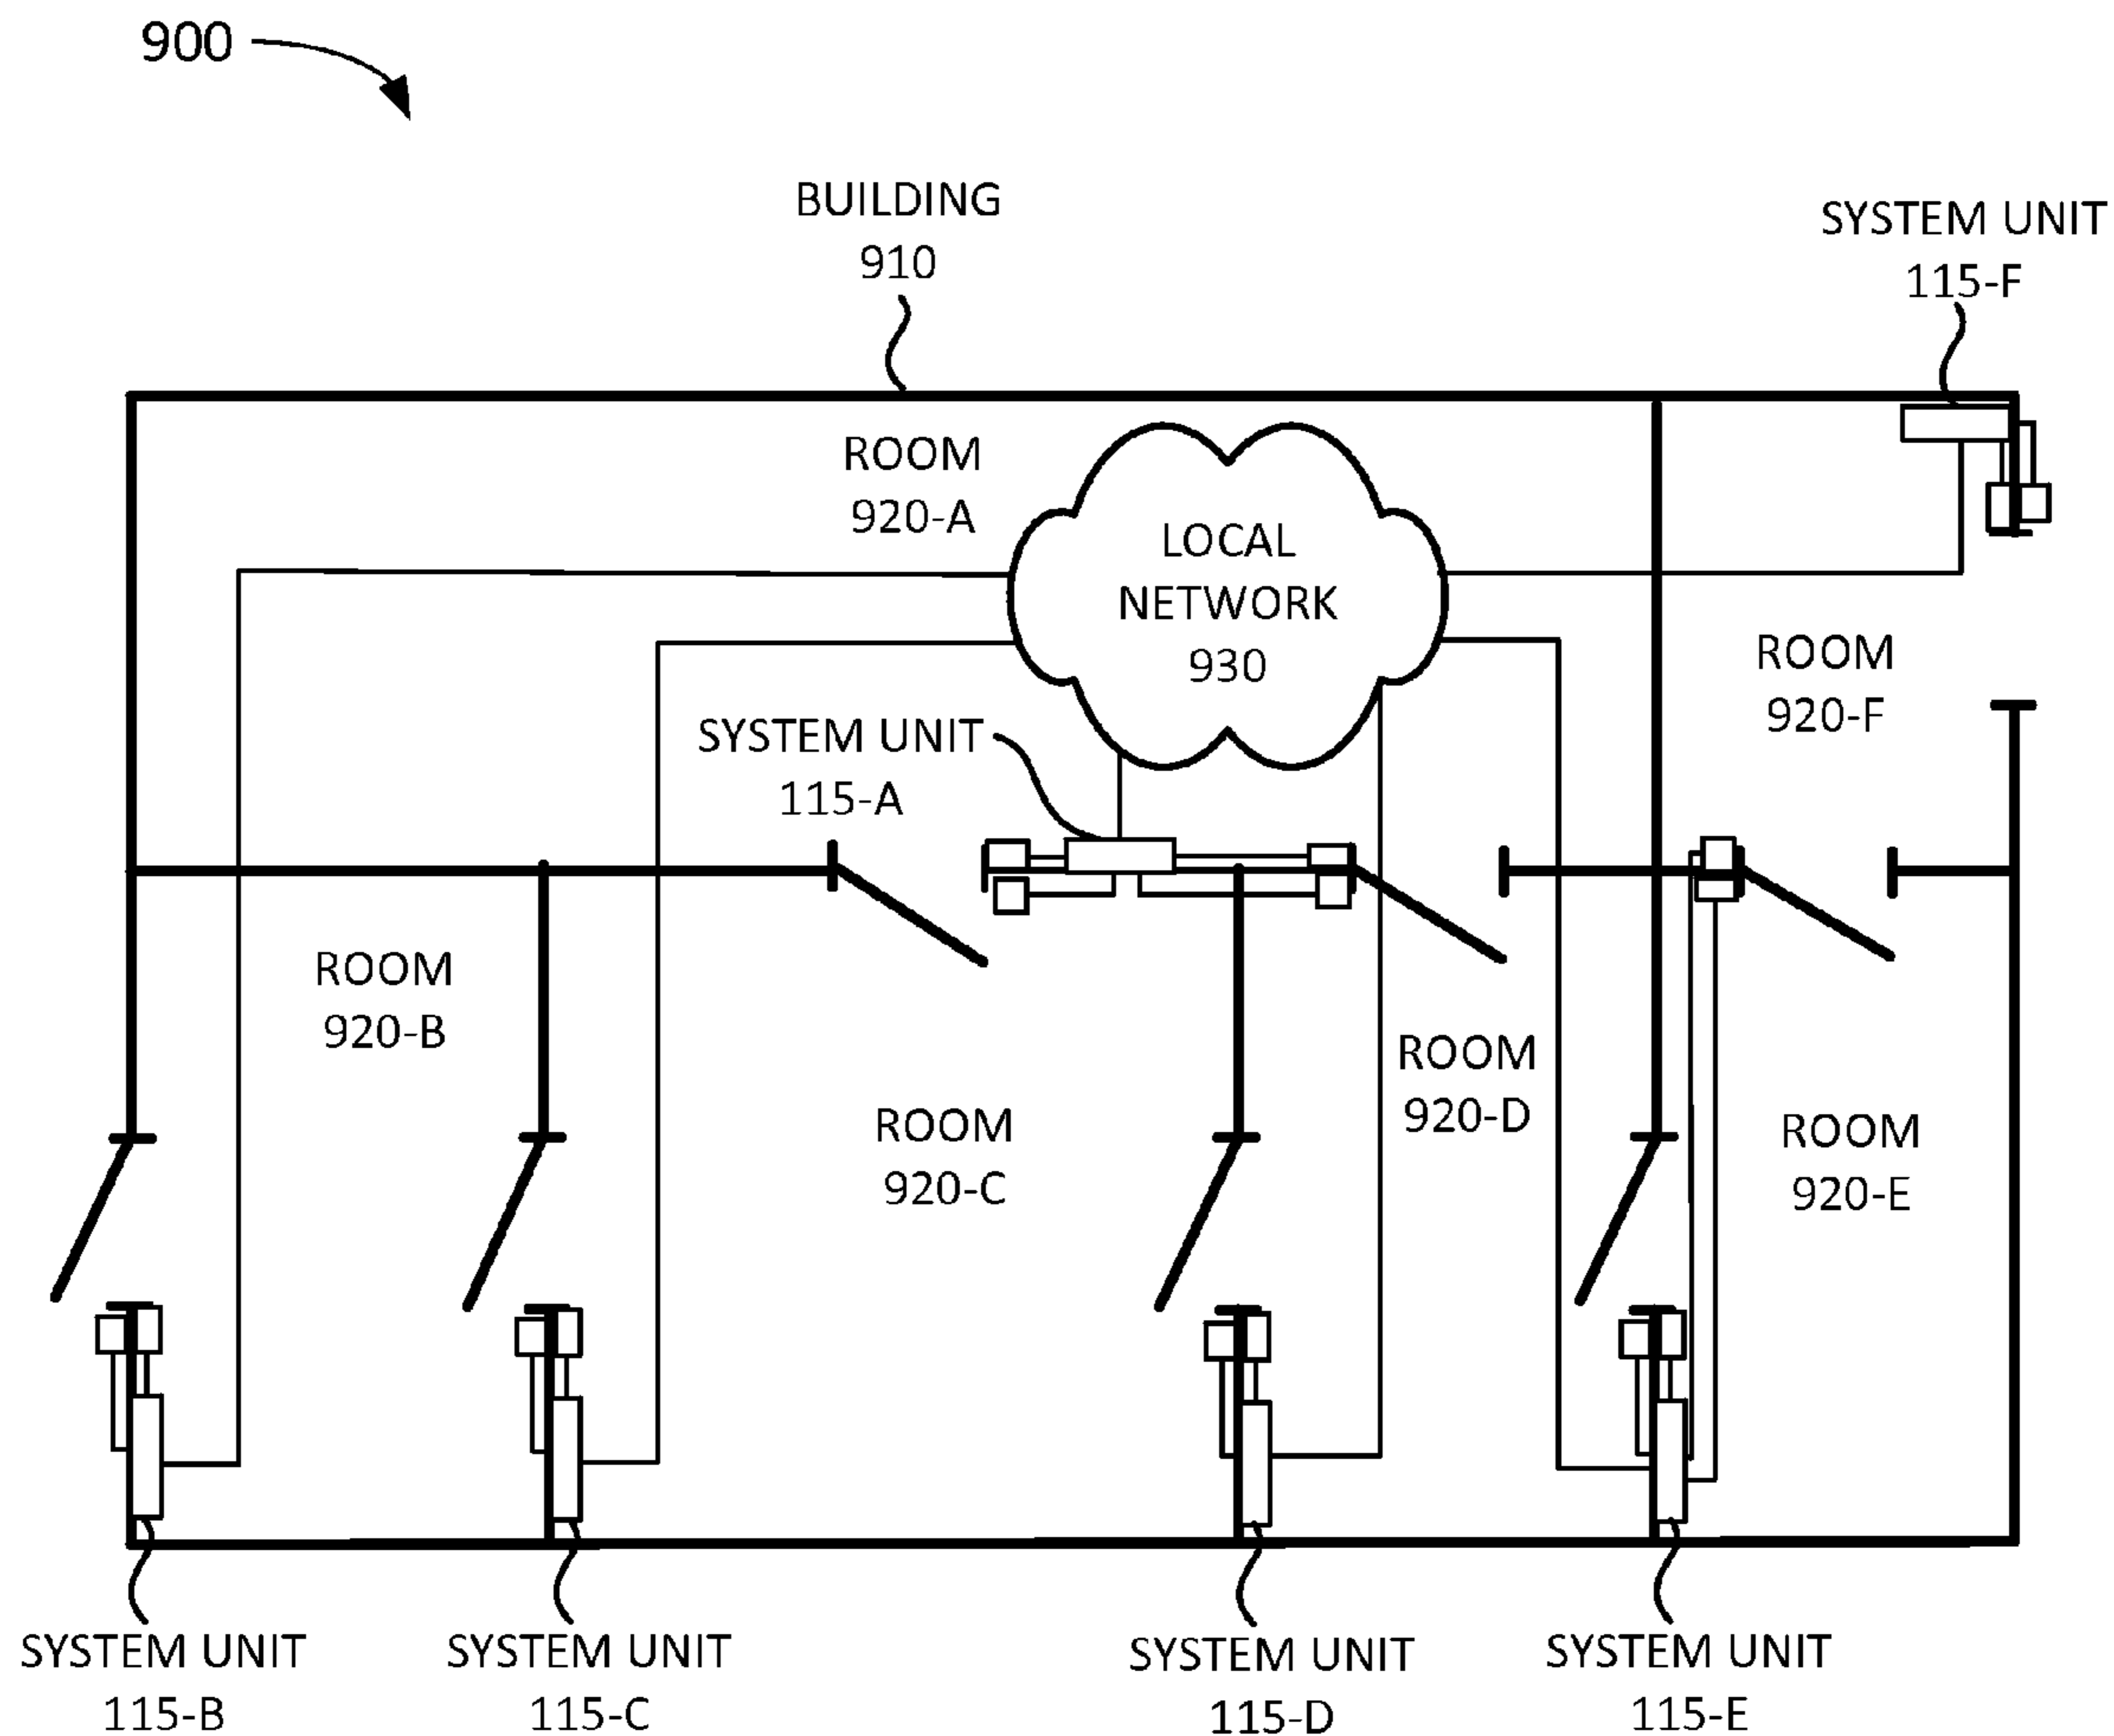 900
BUILDING
910
SYSTEM UNIT
115-F
ROOM
920-A
LOCAL
NETWORK
930
ROOM
920-F
SYSTEM UNIT
115-A
ROOM
920-B
ROOM
920-C
ROOM
920-D
ROOM
920-E
SYSTEM UNIT
115-B
SYSTEM UNIT
115-C
SYSTEM UNIT
115-D
SYSTEM UNIT
115-E